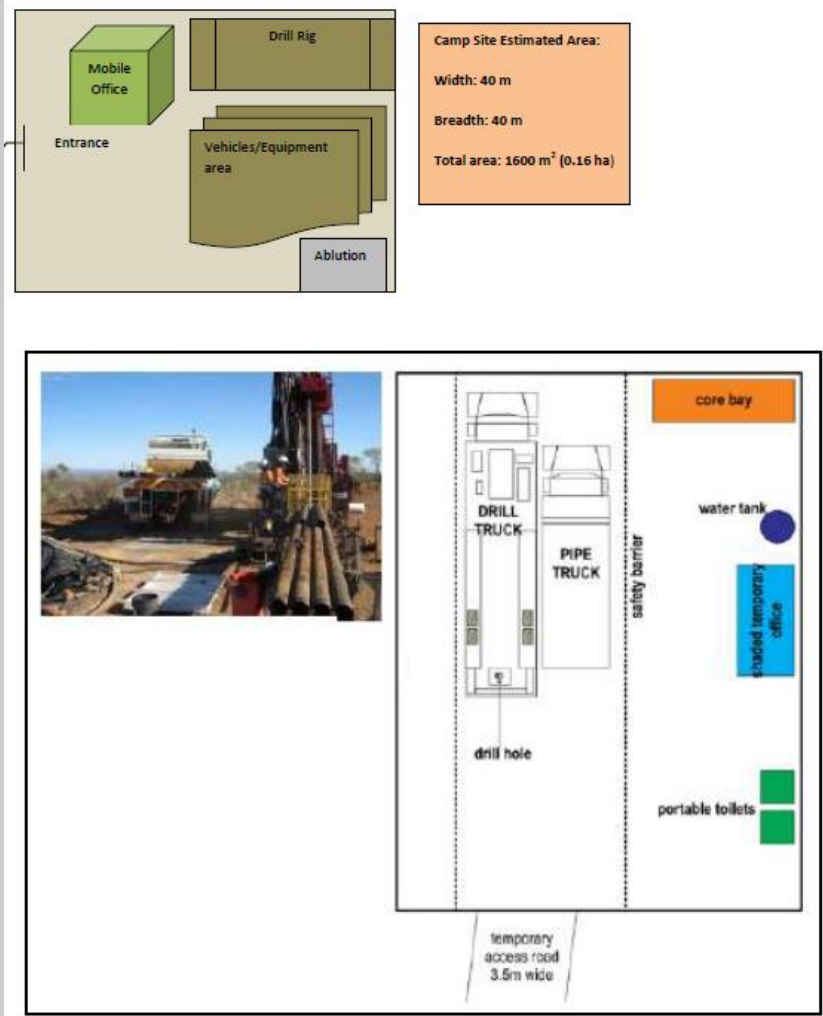 Drill Rig
Mobile
Office
Entrance
Vehicles/Equipment
area
Ablution
Camp Site Estimated Area:
Width: 40 m
Breadth: 40 m
Total area: 1600 m² (0.16 ha)
core bay
water tank
DRILL
TRUCK
PIPE
TRUCK
safety barrier
shaded temporary
office
drill hole
portable toilets
temporary
access road
3.5m wide